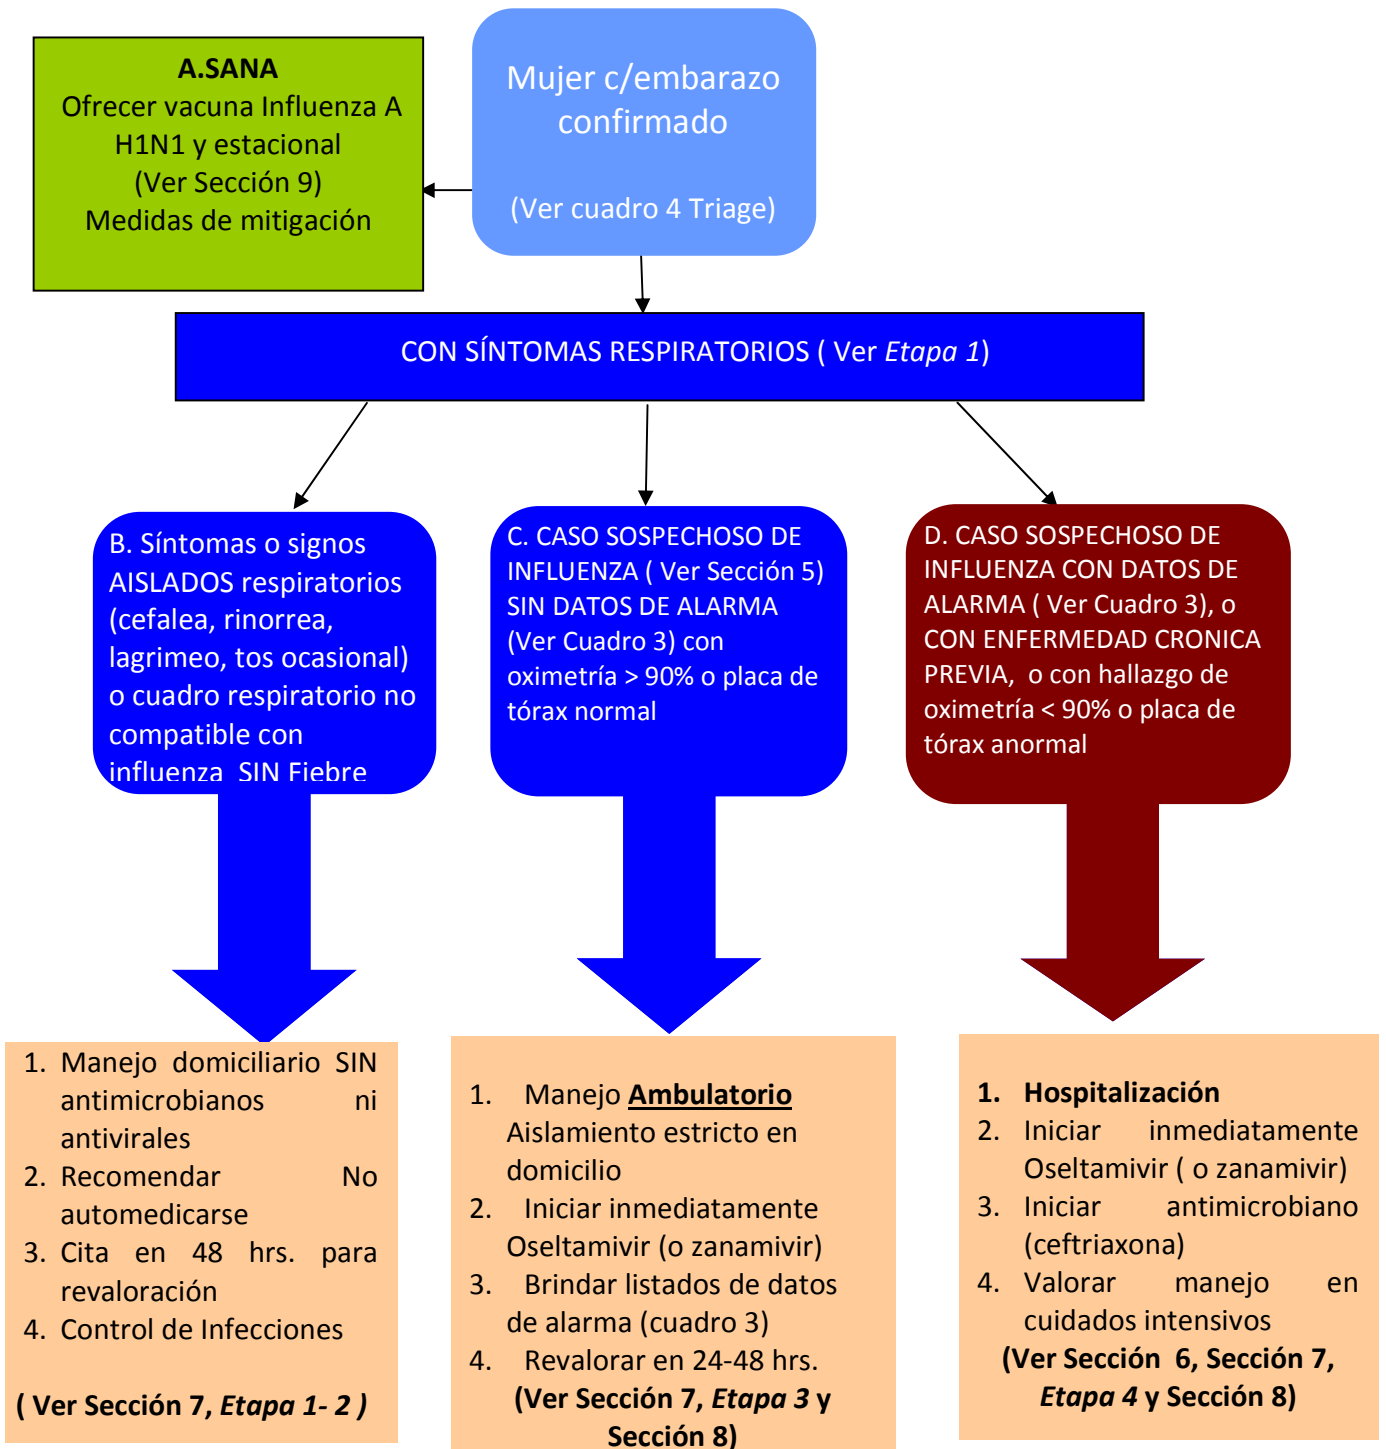 A.SANA
Ofrecer vacuna Influenza A
H1N1 y estacional
(Ver Sección 9)
Medidas de mitigación
Mujer c/embarazo
confirmado
(Ver cuadro 4 Triage)
CON SÍNTOMAS RESPIRATORIOS ( Ver Etapa 1)
B. Síntomas o signos
AISLADOS respiratorios
(cefalea, rinorrea,
lagrimeo, tos ocasional)
o cuadro respiratorio no
compatible con
influenza SIN Fiebre
C. CASO SOSPECHOSO DE
INFLUENZA ( Ver Sección 5)
SIN DATOS DE ALARMA
(Ver Cuadro 3) con
oximetría > 90% o placa de
tórax normal
D. CASO SOSPECHOSO DE
INFLUENZA CON DATOS DE
ALARMA ( Ver Cuadro 3), o
CON ENFERMEDAD CRONICA
PREVIA, o con hallazgo de
oximetría < 90% o placa de
tórax anormal
1. Manejo domiciliario SIN
antimicrobianos ni
antivirales
2. Recomendar No
automedicarse
3. Cita en 48 hrs. para
revaloración
4. Control de Infecciones
( Ver Sección 7, Etapa 1- 2 )
1. Manejo Ambulatorio
Aislamiento estricto en
domicilio
2. Iniciar inmediatamente
Oseltamivir (o zanamivir)
3. Brindar listados de datos
de alarma (cuadro 3)
4. Revalorar en 24-48 hrs.
(Ver Sección 7, Etapa 3 y
Sección 8)
1. Hospitalización
2. Iniciar inmediatamente
Oseltamivir ( o zanamivir)
3. Iniciar antimicrobiano
(ceftriaxona)
4. Valorar manejo en
cuidados intensivos
(Ver Sección 6, Sección 7,
Etapa 4 y Sección 8)